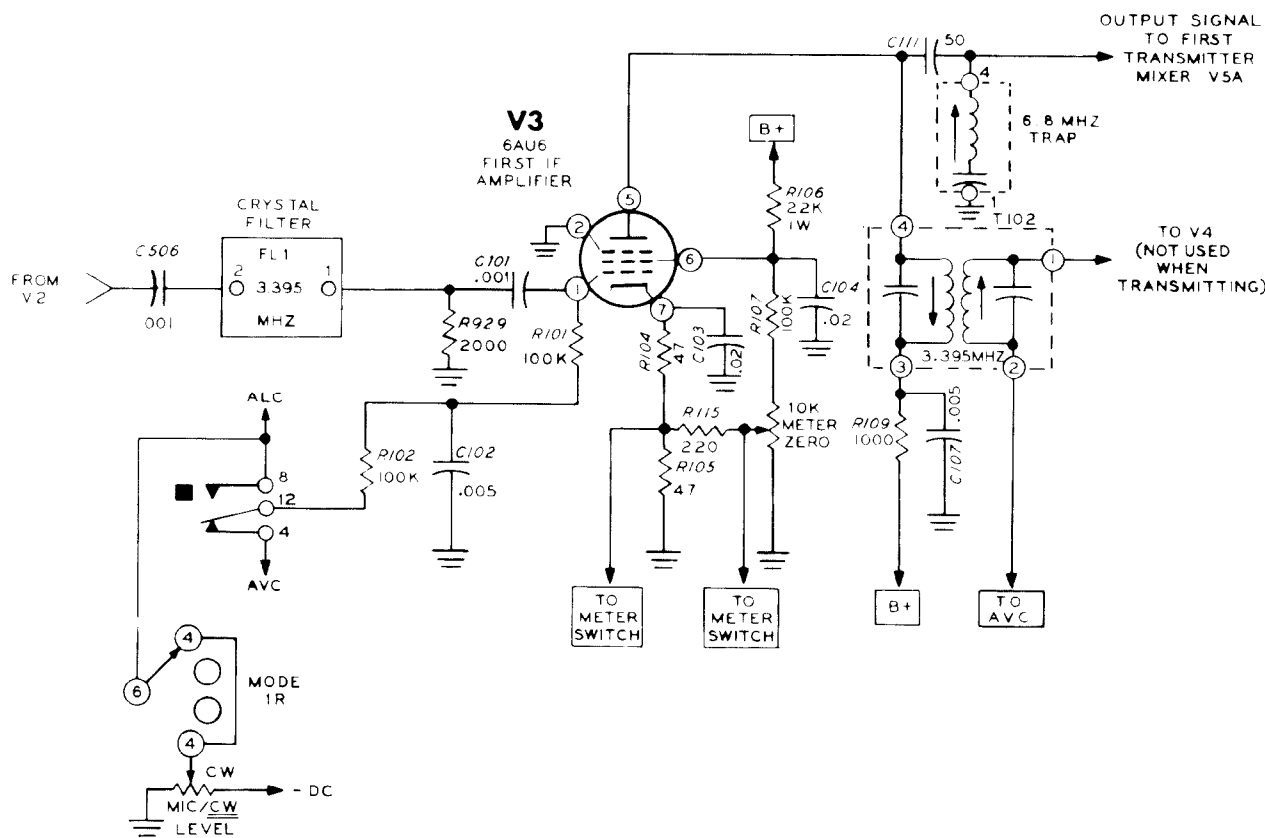 OUTPUT SIGNAL
TO FIRST
TRANSMITTER
MIXER V5A
C111
50
4
6.8 MHZ
TRAP
1
T102
V3
6AU6
FIRST IF
AMPLIFIER
B+
R106
22K
1W
5
2
6
1
7
CRYSTAL
FILTER
FL1
2
1
3.395
MHZ
FROM
V2
C506
.001
C101
.001
R929
2000
R101
100K
R104
47
C103
.02
R107
100K
C104
.02
4
1
TO V4
(NOT USED
WHEN
TRANSMITTING)
3
3.395MHZ
2
R115
220
10K
METER
ZERO
R105
47
R109
1000
.005
C107
ALC
8
12
4
AVC
R102
100K
C102
.005
TO
METER
SWITCH
TO
METER
SWITCH
B+
TO
AVC
4
6
MODE
1R
4
CW
- DC
MIC/CW
LEVEL